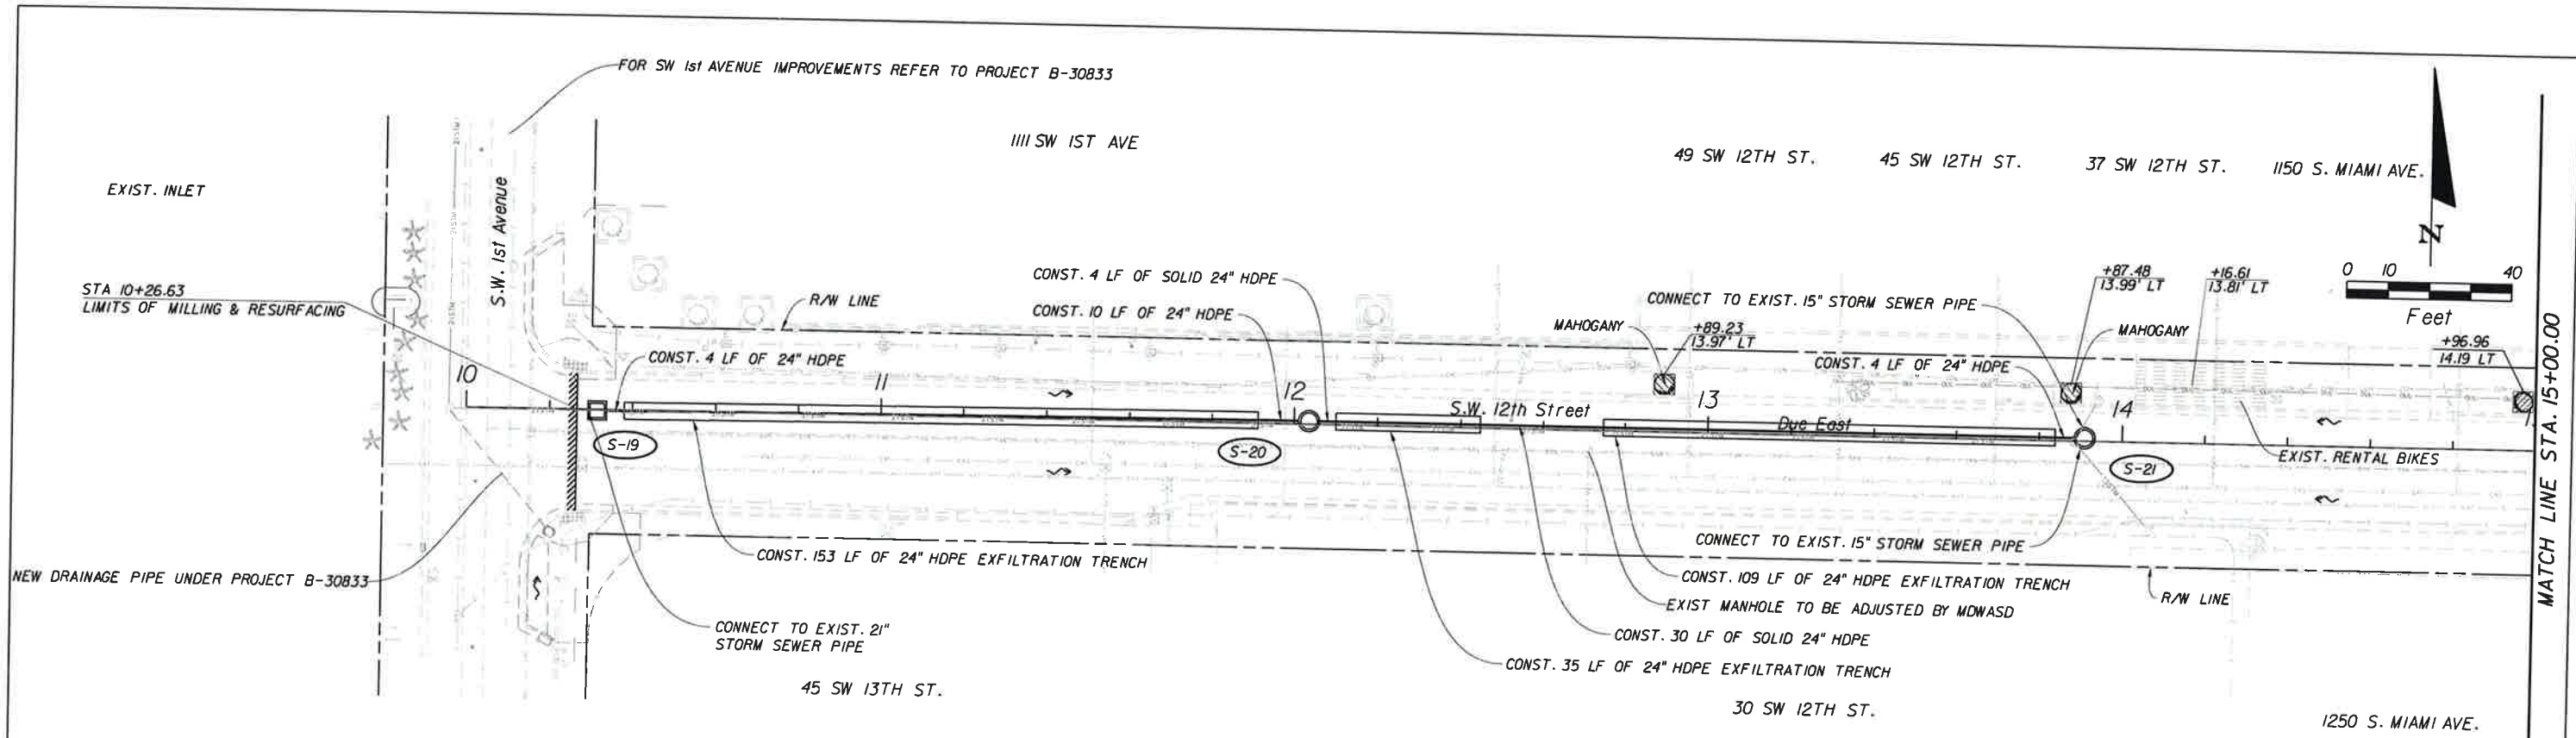 FOR SW 1st AVENUE IMPROVEMENTS REFER TO PROJECT B-30833
1111 SW 1ST AVE
49 SW 12TH ST.
45 SW 12TH ST.
37 SW 12TH ST.
1150 S. MIAMI AVE.
EXIST. INLET
S.W. 1st Avenue
N
0 10 40
Feet
STA 10+26.63
LIMITS OF MILLING & RESURFACING
R/W LINE
CONST. 4 LF OF SOLID 24" HDPE
CONST. 10 LF OF 24" HDPE
CONST. 4 LF OF 24" HDPE
MAHOGANY
+89.23
13.97' LT
CONNECT TO EXIST. 15" STORM SEWER PIPE
CONST. 4 LF OF 24" HDPE
+87.48
13.99' LT
MAHOGANY
+16.61
13.81' LT
+96.96
14.19 LT
MATCH LINE STA. 15+00.00
10
11
12
13
14
S.W. 12th Street
Due East
S-19
S-20
S-21
EXIST. RENTAL BIKES
CONST. 153 LF OF 24" HDPE EXFILTRATION TRENCH
CONNECT TO EXIST. 15" STORM SEWER PIPE
CONST. 109 LF OF 24" HDPE EXFILTRATION TRENCH
EXIST MANHOLE TO BE ADJUSTED BY MDWASD
CONST. 30 LF OF SOLID 24" HDPE
CONST. 35 LF OF 24" HDPE EXFILTRATION TRENCH
R/W LINE
NEW DRAINAGE PIPE UNDER PROJECT B-30833
CONNECT TO EXIST. 21"
STORM SEWER PIPE
45 SW 13TH ST.
30 SW 12TH ST.
1250 S. MIAMI AVE.